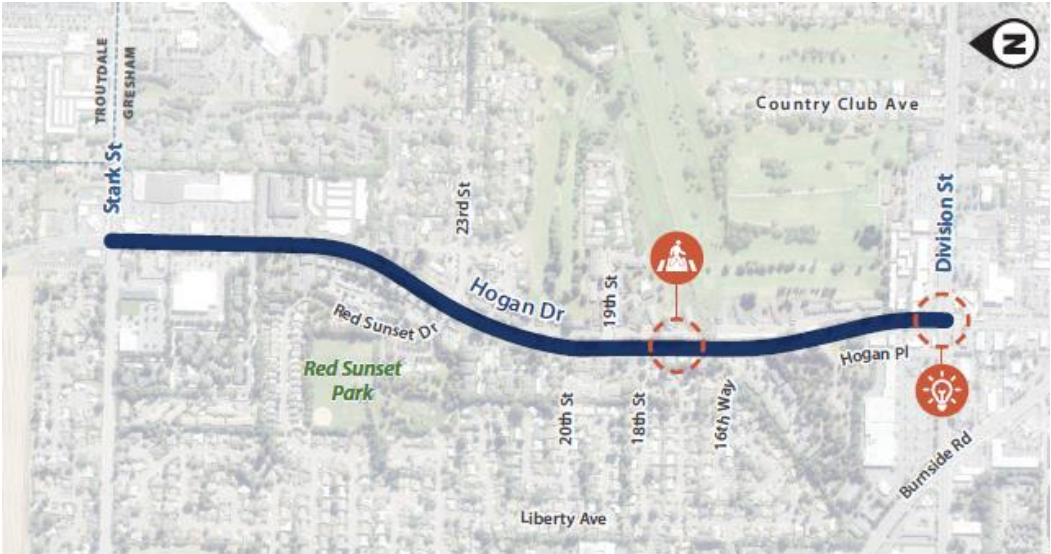 TROUTDALE
GRESHAM
Stark St
23rd St
Country Club Ave
N
Division St
Hogan Dr
19th St
Red Sunset Dr
Red Sunset
Park
Hogan Pl
20th St
18th St
16th Way
Burnside Rd
Liberty Ave